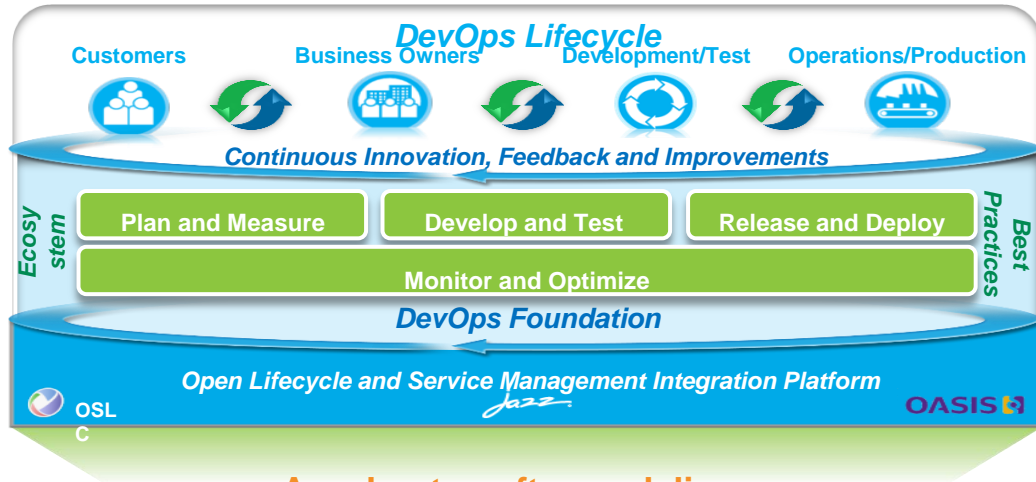 DevOps Lifecycle
Customers
Business Owners
Development/Test
Operations/Production
Continuous Innovation, Feedback and Improvements
Ecosy
stem
Plan and Measure
Develop and Test
Release and Deploy
Best
Practices
Monitor and Optimize
DevOps Foundation
Open Lifecycle and Service Management Integration Platform
Jazz
OSL
C
OASIS